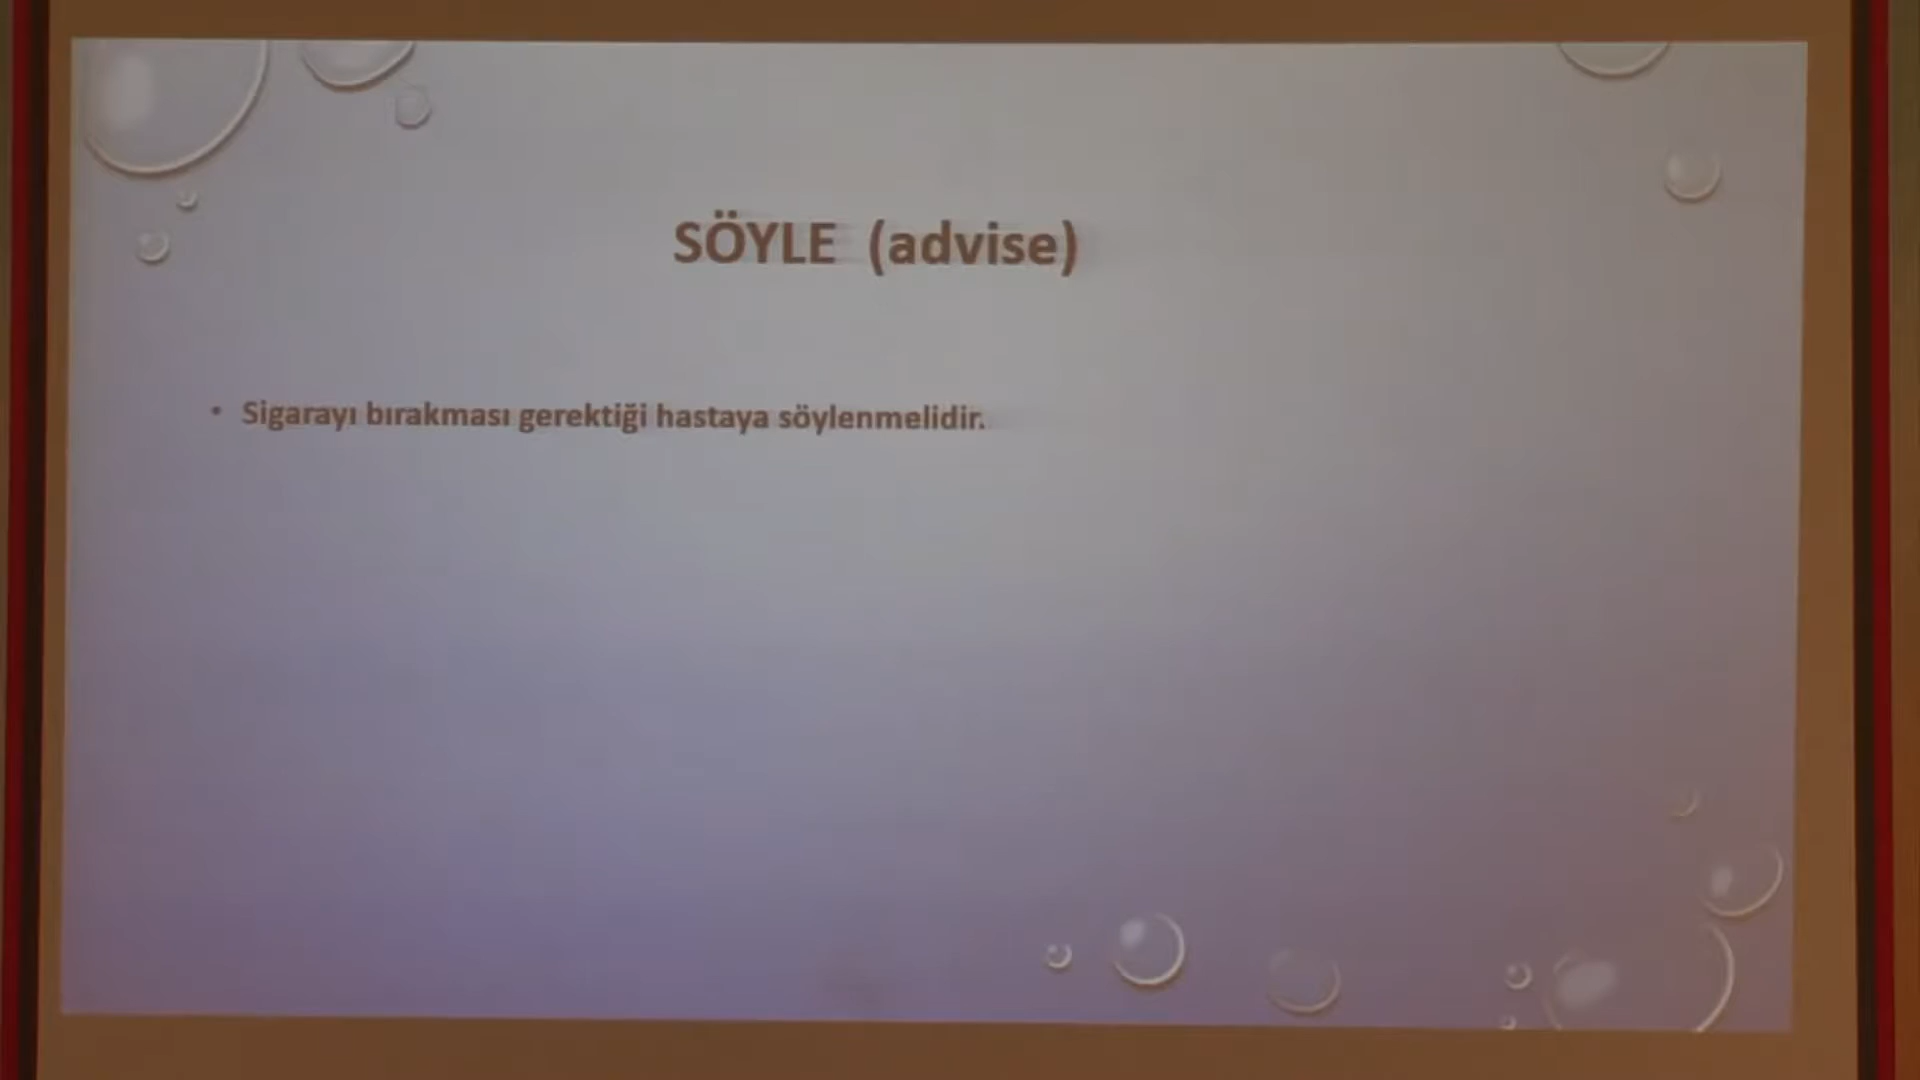 SÖYLE (advise)
• Sigarayı bırakması gerektiği hastaya söylenmelidir.